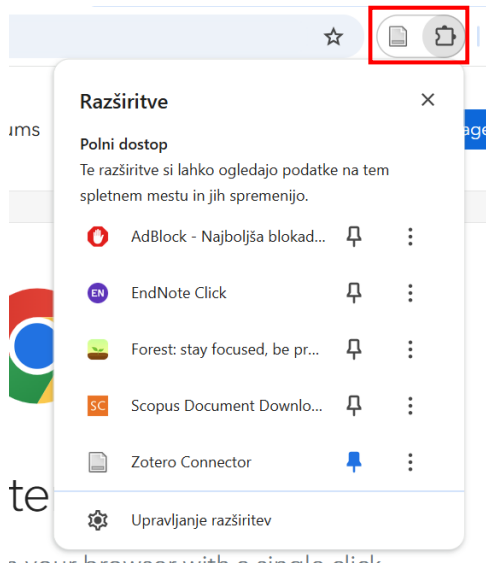 ums
age
Razširitve
Polni dostop
Te razširitve si lahko ogledajo podatke na tem
spletnem mestu in jih spremenijo.
AdBlock - Najboljša blokad...
EN
EndNote Click
Forest: stay focused, be pr...
SC
Scopus Document Downlo...
Zotero Connector
te
Upravljanje razširitev
your browser with a single click